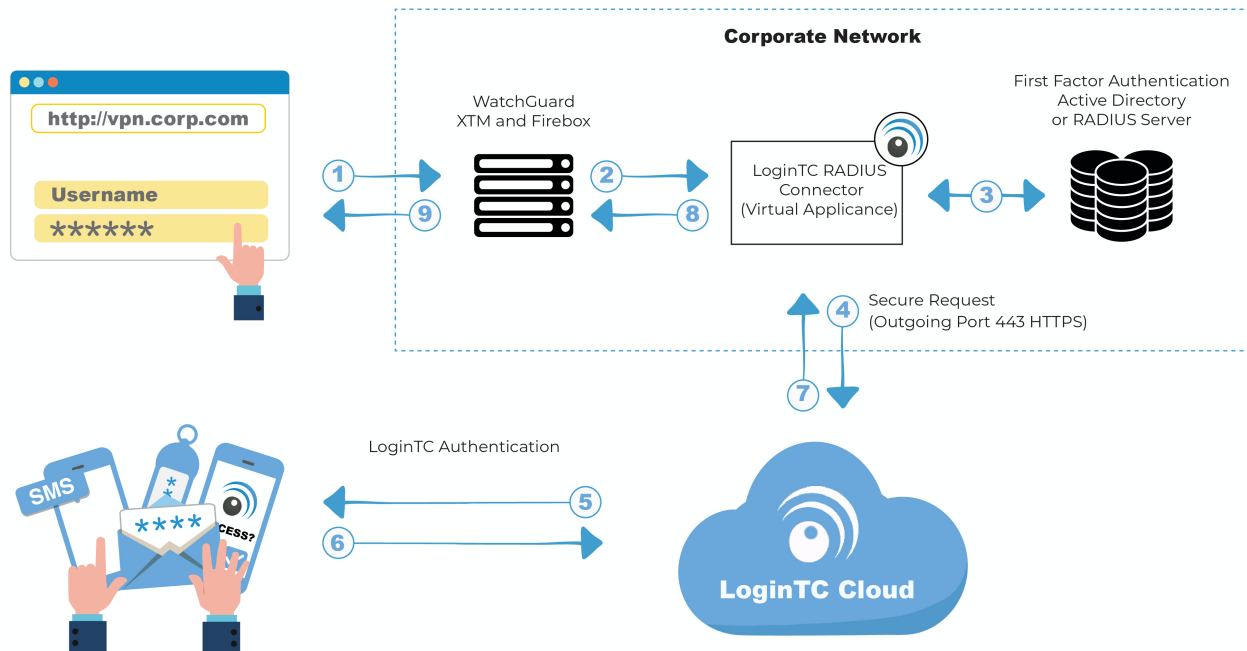 Corporate Network
http://vpn.corp.com
Username
******
WatchGuard
XTM and Firebox
First Factor Authentication
Active Directory
or RADIUS Server
LoginTC RADIUS
Connector
(Virtual Applicance)
1
2
3
9
8
4
Secure Request
(Outgoing Port 443 HTTPS)
7
LoginTC Authentication
5
6
SMS
**
****
CESS?
LoginTC Cloud